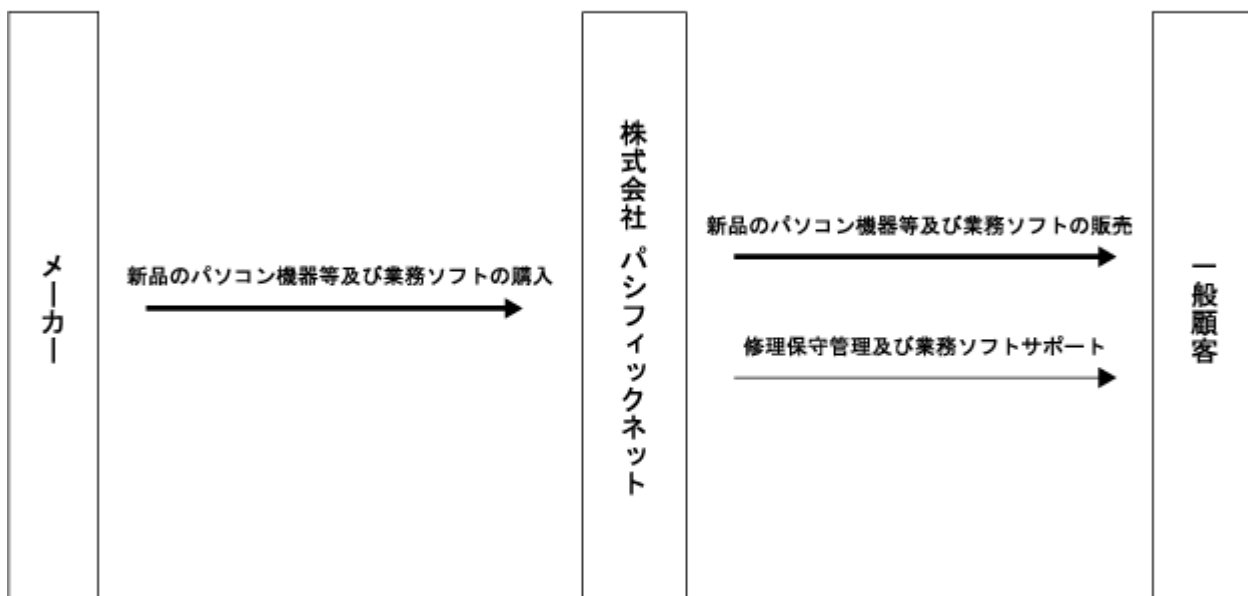 メーカー
新品のパソコン機器等及び業務ソフトの購入
株式会社 パシフィックネット
新品のパソコン機器等及び業務ソフトの販売
修理保守管理及び業務ソフトサポート
一般顧客